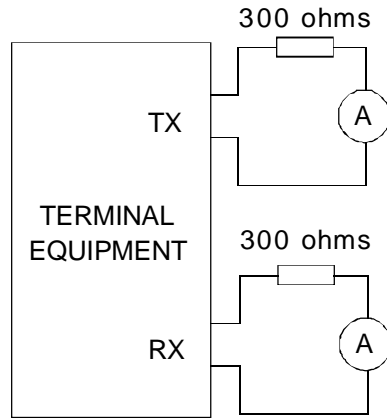 300 ohms
A
TX
TERMINAL
EQUIPMENT
300 ohms
A
RX